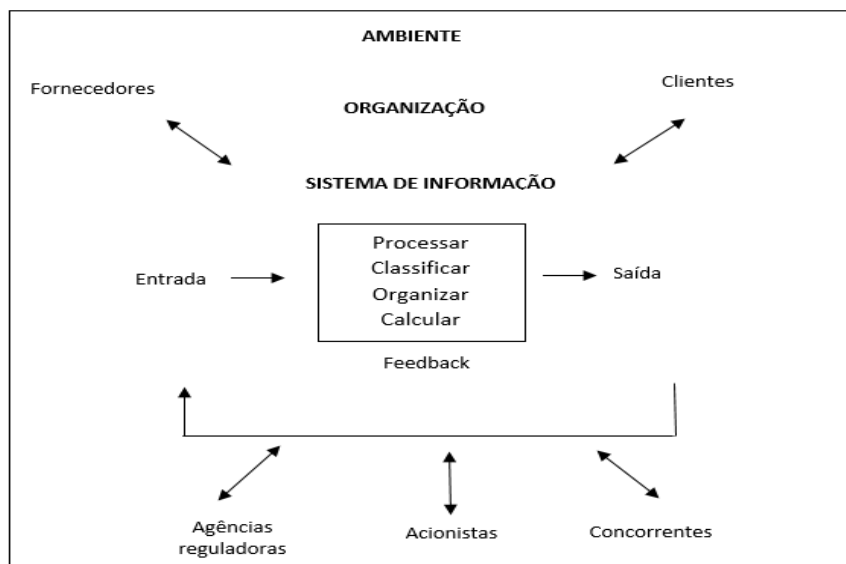 AMBIENTE
Fornecedores
Clientes
ORGANIZAÇÃO
SISTEMA DE INFORMAÇÃO
Entrada
Processar
Classificar
Organizar
Calcular
Saída
Feedback
Agências
reguladoras
Acionistas
Concorrentes